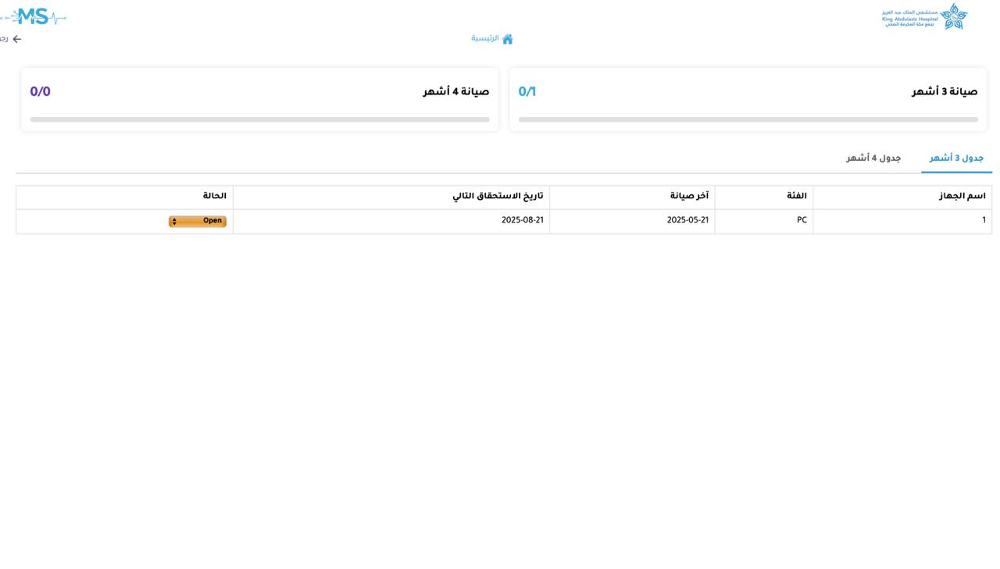 مستشفى الملك عبد العزيز
King Abdulaziz Hospital
تجمع مكة المكرمة الصحي
MS
الرئيسية
صيانة 3 أشهر
0/1
صيانة 4 أشهر
0/0
جدول 3 أشهر
جدول 4 أشهر
اسم الجهاز الفئة آخر صيانة تاريخ الاستحقاق التالي الحالة
1 PC 2025-05-21 2025-08-21 Open